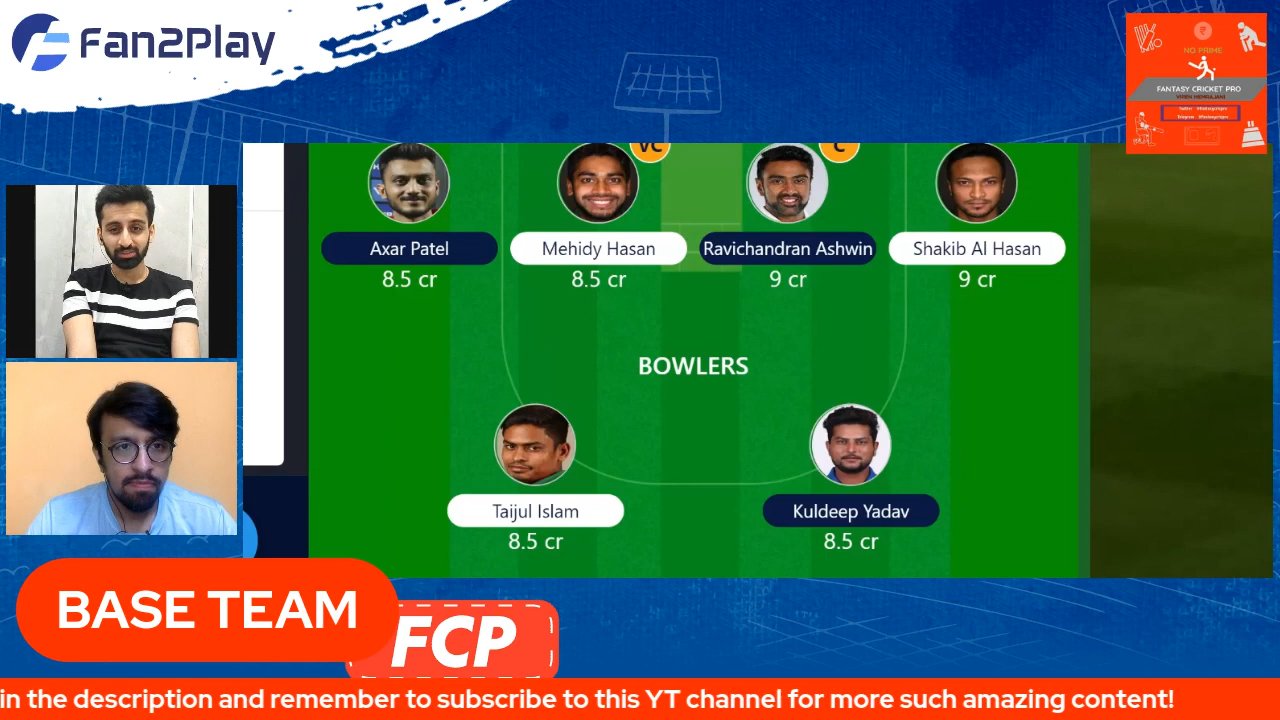 Fan2Play
NO PRIME
FANTASY CRICKET PRO
VC
C
Axar Patel
Mehidy Hasan
Ravichandran Ashwin
Shakib Al Hasan
8.5 cr
8.5 cr
9 cr
9 cr
BOWLERS
Taijul Islam
Kuldeep Yadav
8.5 cr
8.5 cr
BASE TEAM
FCP
in the description and remember to subscribe to this YT channel for more such amazing content!